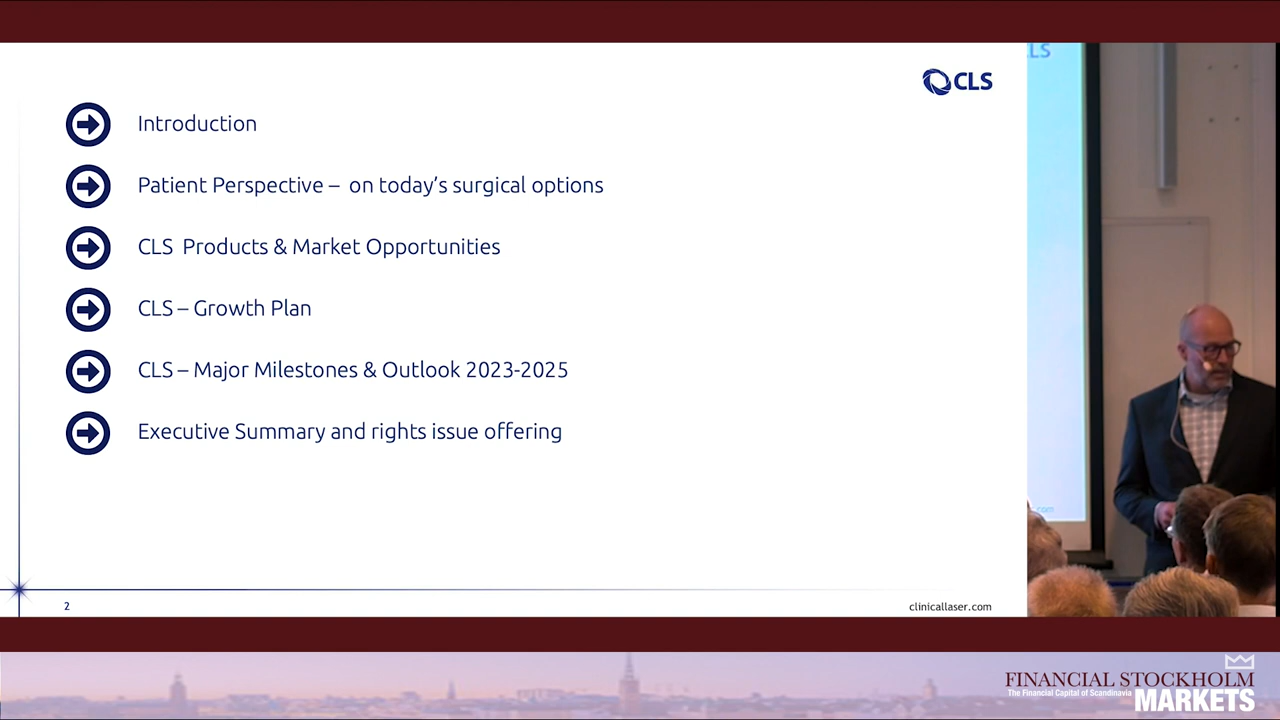 CLS
Introduction
Patient Perspective – on today’s surgical options
CLS Products & Market Opportunities
CLS – Growth Plan
CLS – Major Milestones & Outlook 2023-2025
Executive Summary and rights issue offering
2
clinicallaser.com
LS
.com
FINANCIAL STOCKHOLM
The Financial Capital of Scandinavia
MARKETS